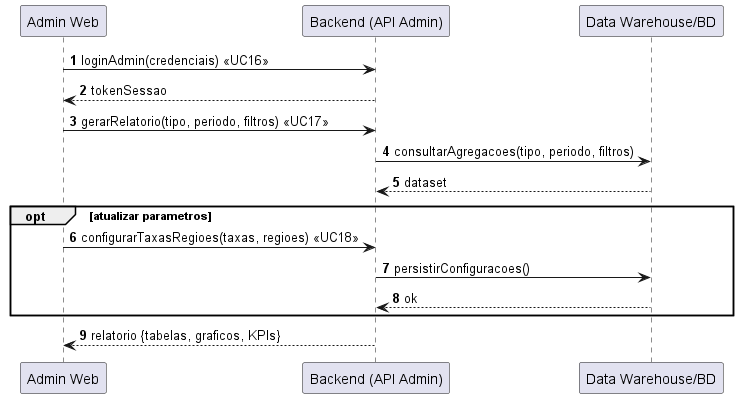 Admin Web
Backend (API Admin)
Data Warehouse/BD
1 loginAdmin(credenciais) «UC16»
2 tokenSessao
3 gerarRelatorio(tipo, periodo, filtros) «UC17»
4 consultarAgregacoes(tipo, periodo, filtros)
5 dataset
opt [atualizar parametros]
6 configurarTaxasRegioes(taxas, regioes) «UC18»
7 persistirConfiguracoes()
8 ok
9 relatorio {tabelas, graficos, KPIs}
Admin Web
Backend (API Admin)
Data Warehouse/BD